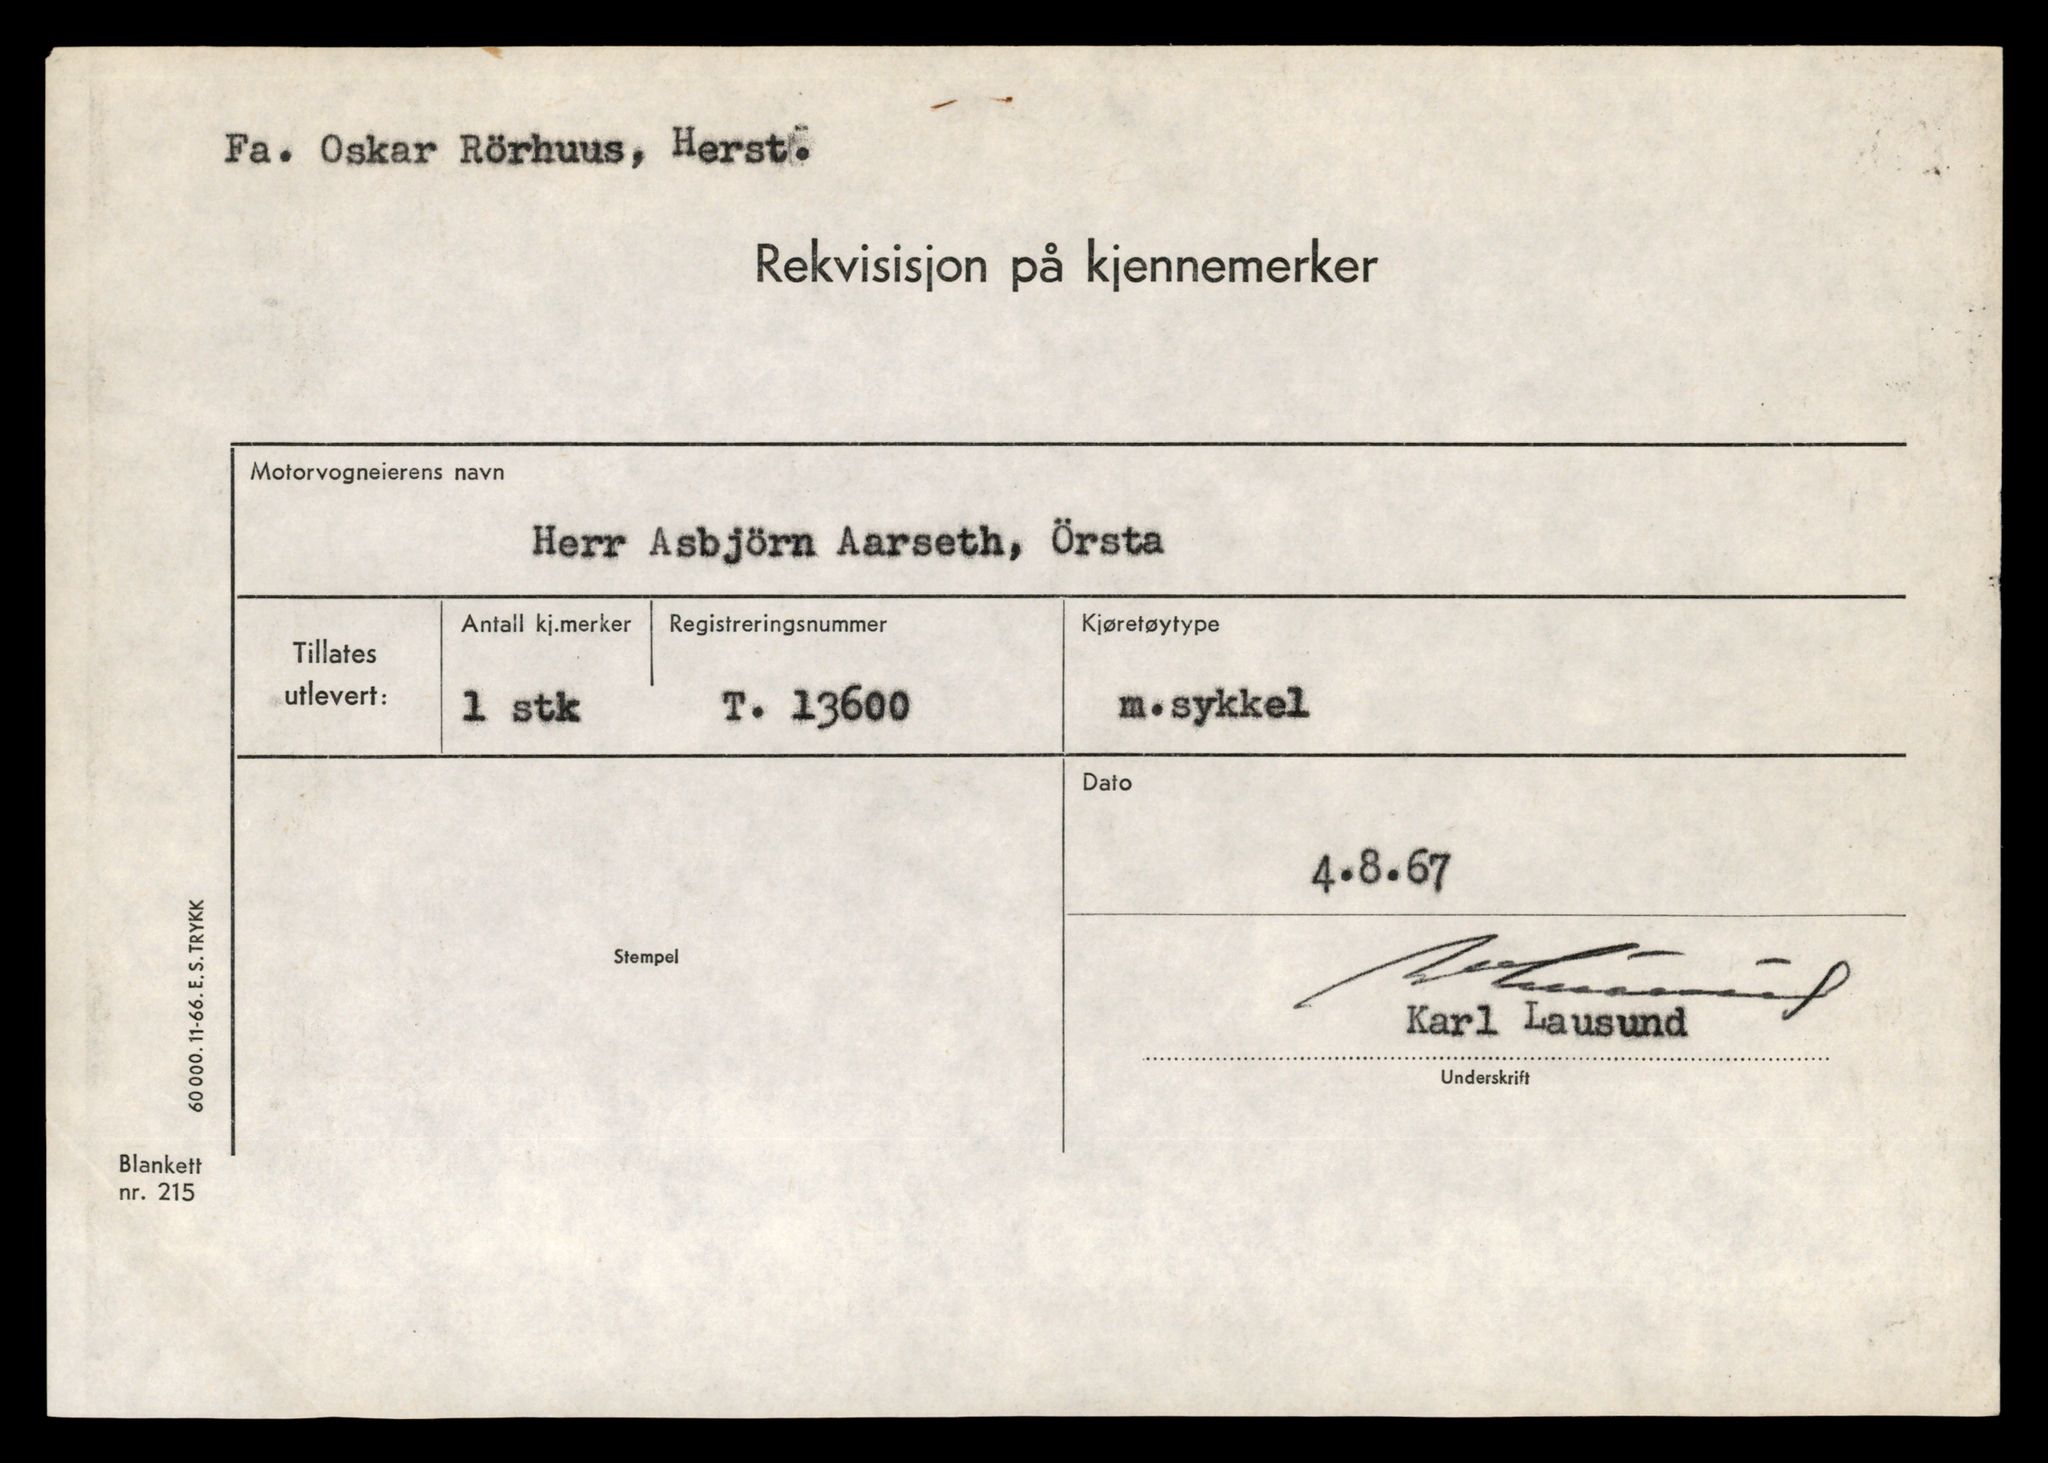 Fa. Oskar Rörhuus, Herst.
Rekvisisjon på kjennemerker
Motorvogneierens navn
Herr Asbjörn Aarseth, Örsta
Tillates
utlevert:
Antall kj.merker
1 stk
Registreringsnummer
T. 13600
Kjøretøytype
m.sykkel
Dato
4.8.67
Stempel
Karl Lausund
Underskrift
60 000. 11-66. E. S. TRYKK
Blankett
nr. 215